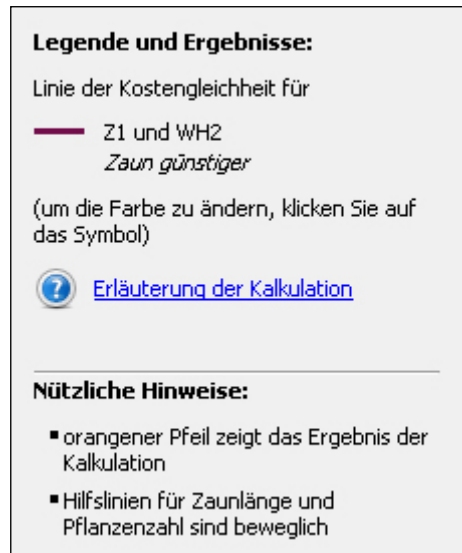 Legende und Ergebnisse:
Linie der Kostengleichheit für
Z1 und WH2
Zaun günstiger
(um die Farbe zu ändern, klicken Sie auf
das Symbol)
Erläuterung der Kalkulation
Nützliche Hinweise:
▪ orangener Pfeil zeigt das Ergebnis der
Kalkulation
▪ Hilfslinien für Zaunlänge und
Pflanzenzahl sind beweglich